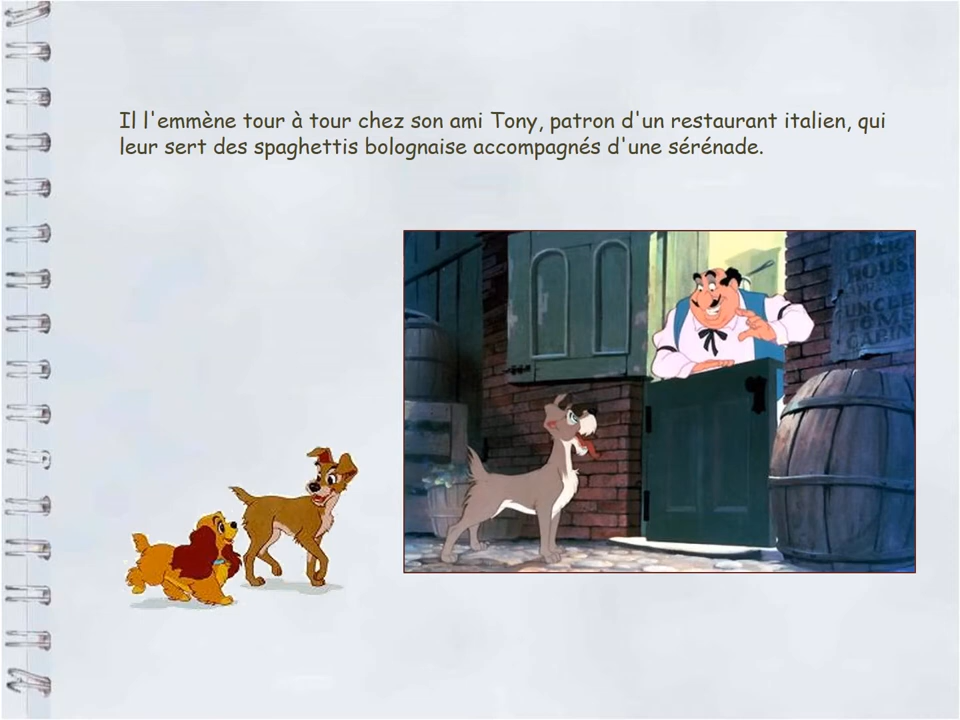 Il l'emmène tour à tour chez son ami Tony, patron d'un restaurant italien, qui
leur sert des spaghettis bolognaise accompagnés d'une sérénade.
OPERA
HOUSE
UNCLE
TOMS
CABIN